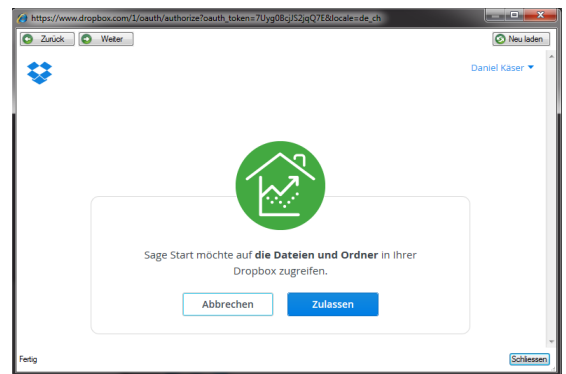 https://www.dropbox.com/1/oauth/authorize?oauth_token=7Uyg0BcjJS2jqQ7E&locale=de_ch
Zurück Weiter Neu laden
Daniel Käser
Sage Start möchte auf die Dateien und Ordner in Ihrer
Dropbox zugreifen.
Abbrechen Zulassen
Fertig Schliessen